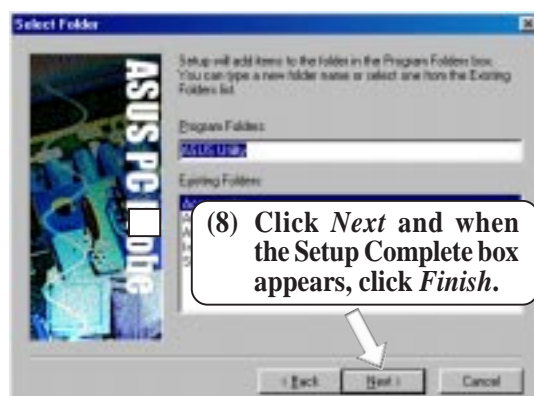 Select Folder
ASUS PC Probe
Setup will add items to the folder in the Program Folders box.
You can type a new folder name or select one from the Existing
Folders list.
Program Folders:
ASUS Utility
Existing Folders:
(8) Click Next and when
the Setup Complete box
appears, click Finish.
< Back
Next >
Cancel